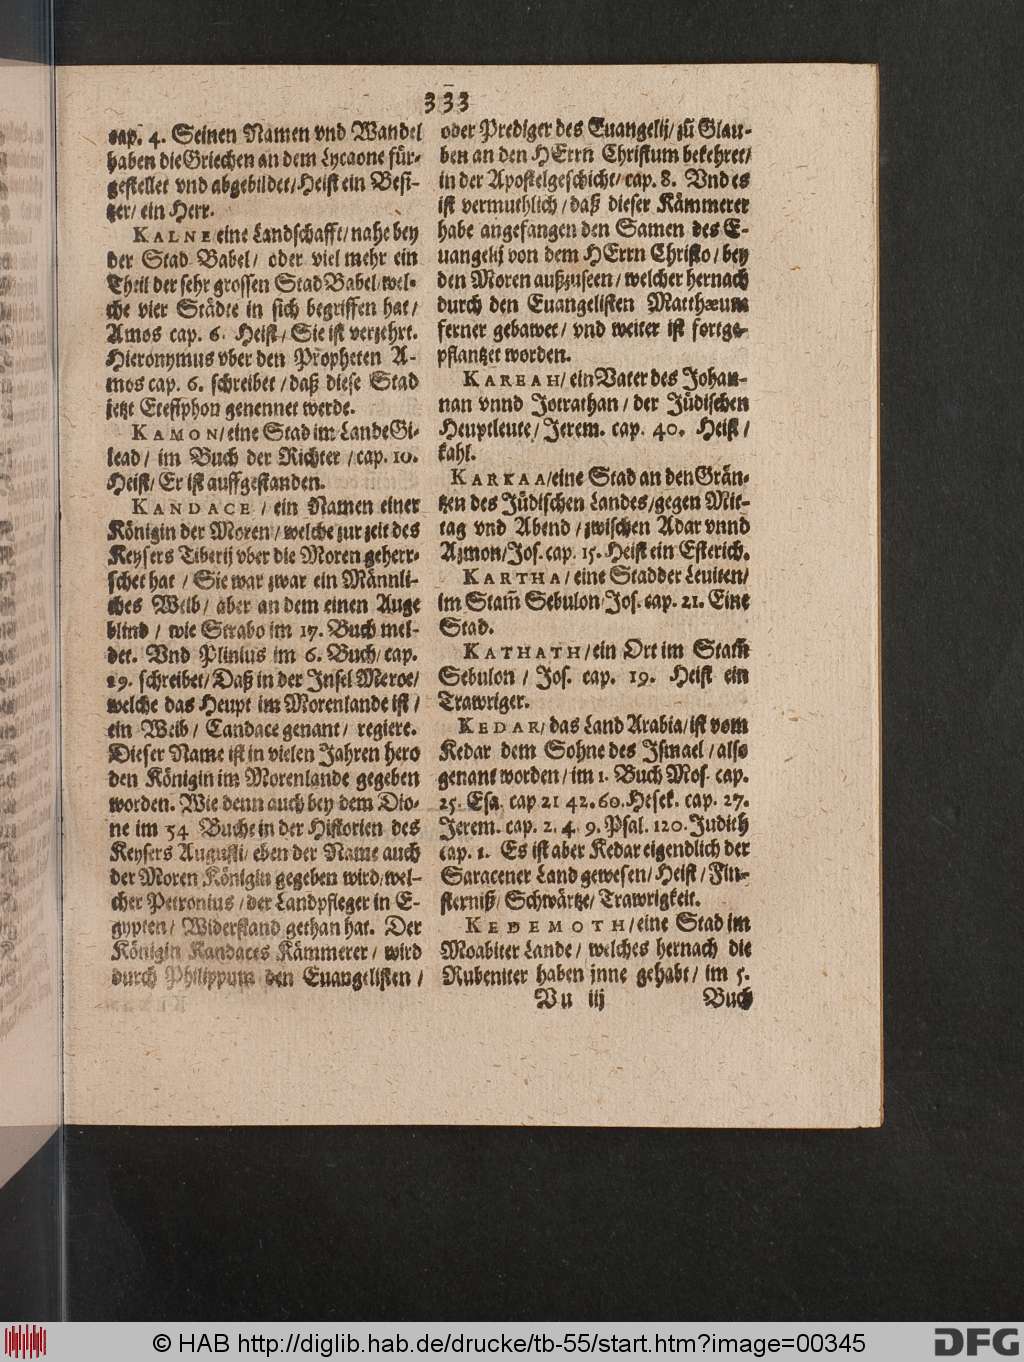 333
cap. 4. Seinen Namen vnd Wandel
haben die Griechen an dem Lycaone für-
gestellet vnd abgebildet/ Heist ein Besi-
tzer/ ein Herr.
KALNE/ eine Landschafft/ nahe bey
der Stad Babel/ oder viel mehr ein
Theil der sehr grossen Stad Babel/ wel-
che vier Städte in sich begriffen hat/
Amos cap. 6. Heist/ Sie ist verzehrt.
Hieronymus vber den Propheten A-
mos cap. 6. schreibet/ daß diese Stad
jetzt Ctesiphon genennet werde.
KAMON/ eine Stad im Lande Gi-
lead/ im Buch der Richter/ cap. 10.
Heist/ Er ist auffgestanden.
KANDACE/ ein Namen einer
Königin der Moren/ welche zur zeit des
Keysers Tiberij vber die Moren geherr-
schet hat/ Sie war zwar ein Männli-
ches Weib/ aber an dem einen Auge
blind/ wie Strabo im 17. Buch mel-
det. Vnd Plinius im 6. Buch/ cap.
29. schreibet/ Daß in der Insel Meroe/
welche das Heupt im Morenlande ist/
ein Weib/ Candace genant/ regiere.
Dieser Name ist in vielen Jahren hero
den Königin im Morenlande gegeben
worden. Wie denn auch bey dem Dio-
ne im 54 Buche in der Historien des
Keysers Augusti/ eben der Name auch
der Moren Königin gegeben wird/ wel-
cher Petronius/ der Landpfleger in E-
gypten/ Widerstand gethan hat. Der
Königin Kandaces Kämmerer/ wird
durch Philippum den Euangelisten/
oder Prediger des Euangelij/ zu Glau-
ben an den HErrn Christum bekehret/
in der Apostelgeschicht/ cap. 8. Vnd es
ist vermuthlich/ daß dieser Kämmerer
habe angefangen den Samen des E-
uangelij von dem HErrn Christo/ bey
den Moren außzuseen/ welcher hernach
durch den Euangelisten Matthæum
ferner gebawet/ vnd weiter ist fortge-
pflantzet worden.
KAREAH/ ein Vater des Johan-
nan vnnd Jotrathan/ der Jüdischen
Heuptleute/ Jerem. cap. 40. Heist/
kahl.
KARKAA/ eine Stad an den Grän-
tzen des Jüdischen Landes/ gegen Mit-
tag vnd Abend/ zwischen Adar vnnd
Azmon/ Jos. cap. 15. Heist ein Esterich.
KARTHA/ eine Stad der Leuiten/
im Stam̃ Sebulon/ Jos. cap. 21. Eine
Stad.
KATHATH/ ein Ort im Stam̃
Sebulon/ Jos. cap. 19. Heist ein
Trawriger.
KEDAR/ das Land Arabia/ ist vom
Kedar dem Sohne des Ismael/ also
genant worden/ im 1. Buch Mos. cap.
25. Esa. cap 21 42. 60. Hesek. cap. 27.
Jerem. cap. 2. 4. 9. Psal. 120. Judith
cap. 1. Es ist aber Kedar eigendlich der
Saracener Land gewesen/ Heist/ Fin-
sterniß/ Schwärtze/ Trawrigkeit.
KEDEMOTH/ eine Stad im
Moabiter Lande/ welches hernach die
Rubeniter haben jnne gehabt/ im 5.
Vu iij Buch
© HAB http://diglib.hab.de/drucke/tb-55/start.htm?image=00345
DFG